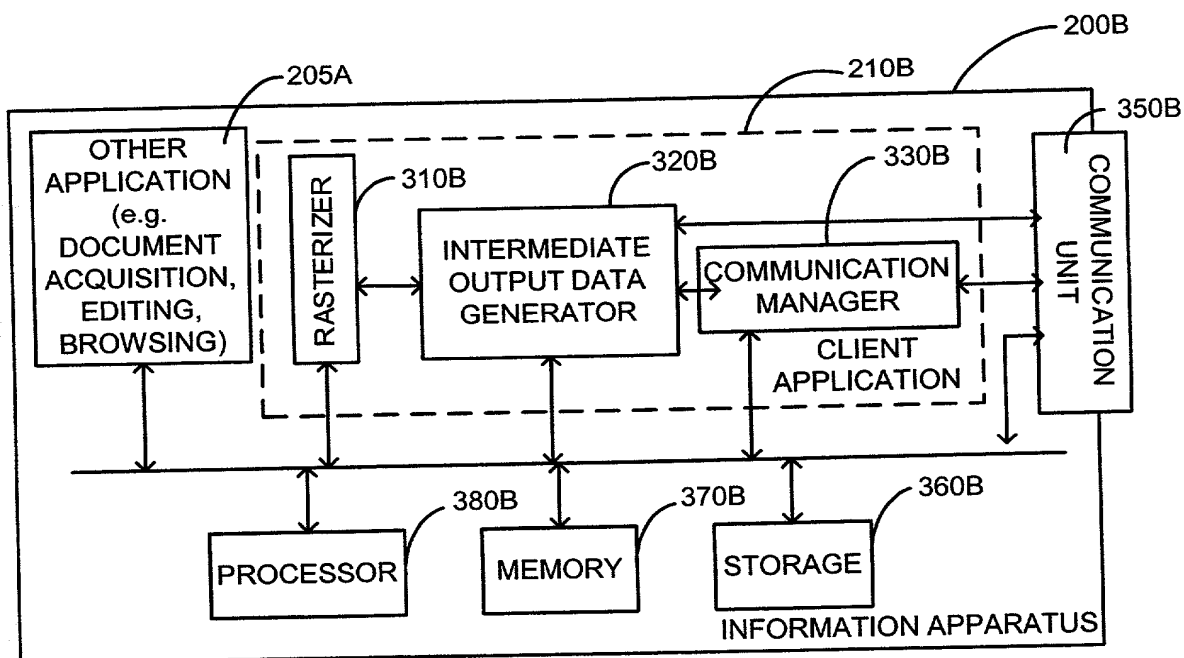 200B
205A
210B
350B
OTHER
APPLICATION
(e.g.
DOCUMENT
ACQUISITION,
EDITING,
BROWSING)
RASTERIZER
310B
320B
330B
INTERMEDIATE
OUTPUT DATA
GENERATOR
COMMUNICATION
MANAGER
CLIENT
APPLICATION
COMMUNICATION
UNIT
380B
370B
360B
PROCESSOR
MEMORY
STORAGE
INFORMATION APPARATUS